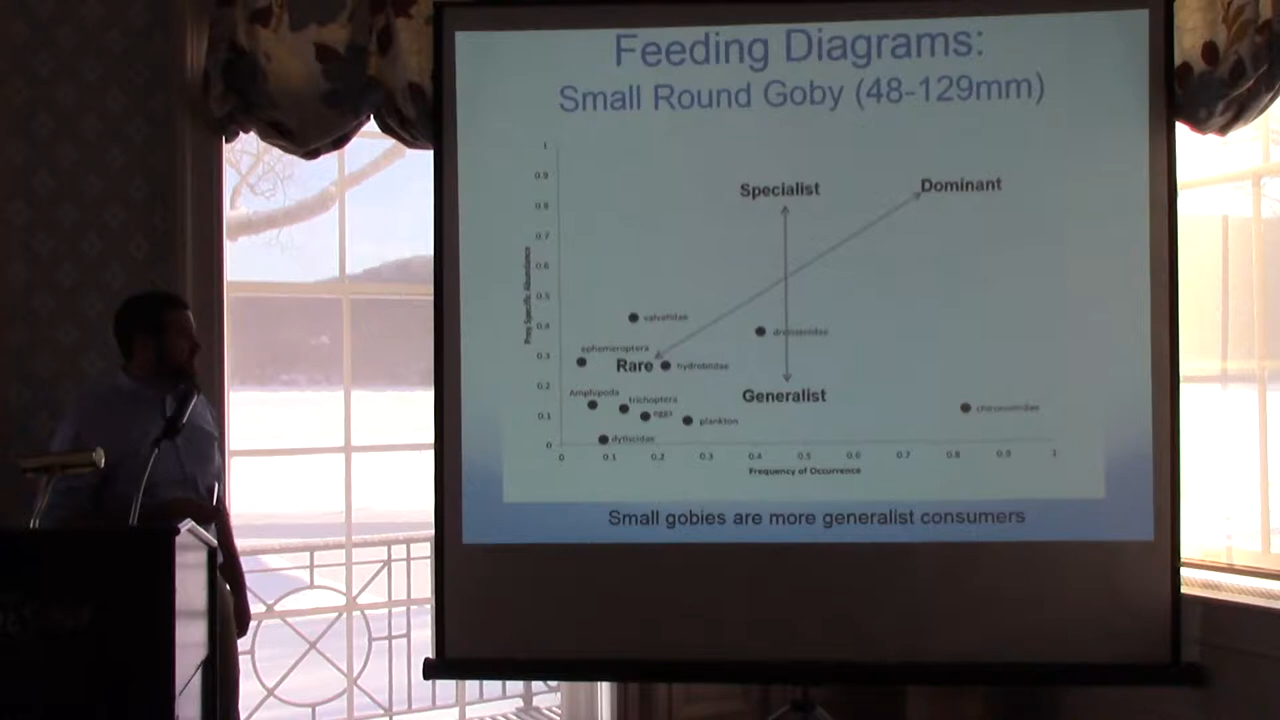 Feeding Diagrams:
Small Round Goby (48-129mm)
1
0.9
0.8
0.7
0.6
0.5
0.4
0.3
0.2
0.1
0
Prey Specific Abundance
Specialist
Dominant
valvatidae
dreissenidae
ephemeroptera
Rare
hydrobiidae
Amphipoda
trichoptera
eggs
plankton
Generalist
chironomidae
dytiscidae
0 0.1 0.2 0.3 0.4 0.5 0.6 0.7 0.8 0.9 1
Frequency of Occurrence
Small gobies are more generalist consumers